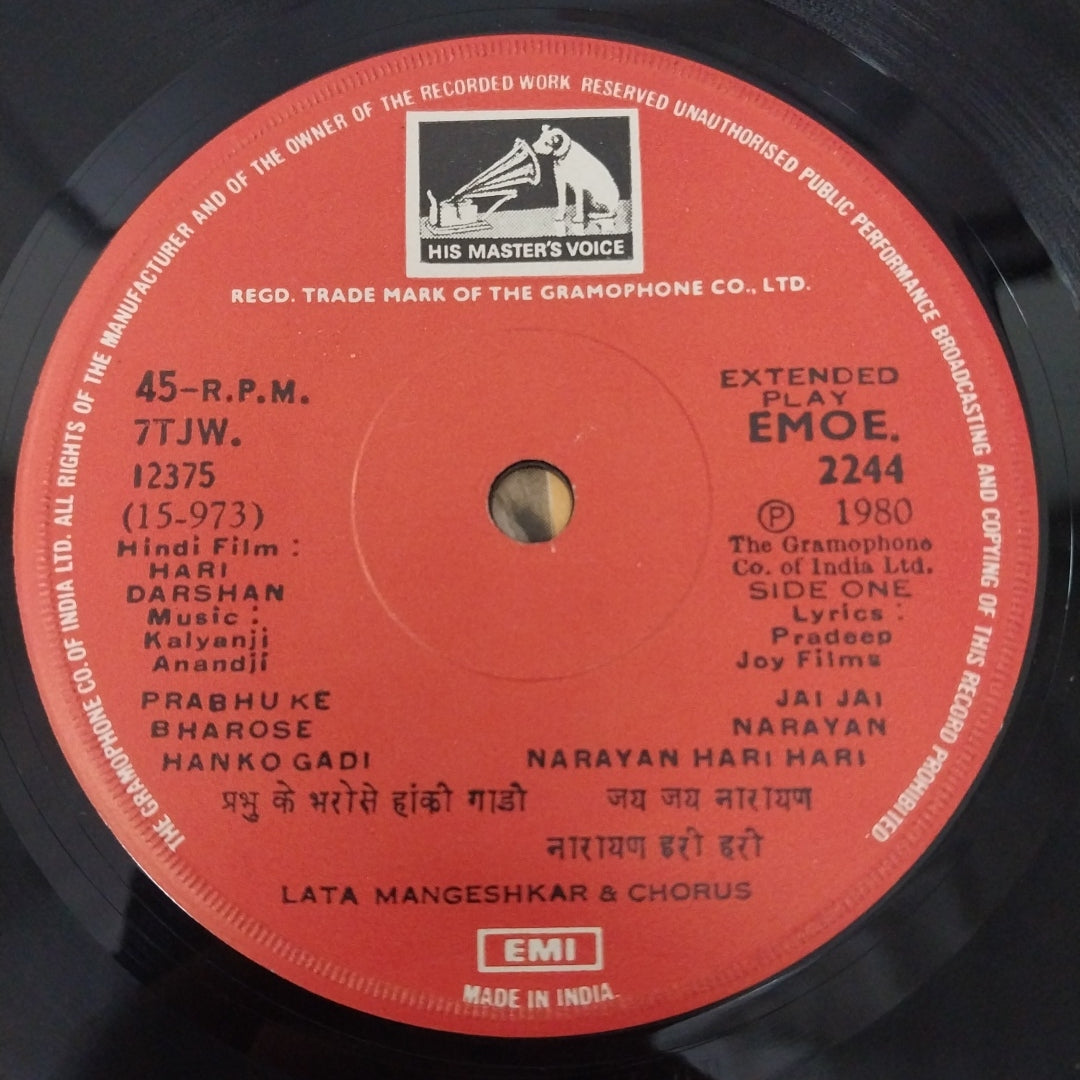 THE GRAMOPHONE CO. OF INDIA LTD. ALL RIGHTS OF THE MANUFACTURER AND OF THE OWNER OF THE RECORDED WORK RESERVED UNAUTHORISED PUBLIC PERFORMANCE BROADCASTING AND COPYING OF THIS RECORD PROHIBITED
HIS MASTER'S VOICE
REGD. TRADE MARK OF THE GRAMOPHONE CO., LTD.
45-R.P.M.
7TJW.
12375
(15-973)
Hindi Film :
HARI
DARSHAN
Music :
Kalyanji
Anandji
EXTENDED
PLAY
EMOE.
2244
Ⓟ 1980
The Gramophone
Co. of India Ltd.
SIDE ONE
Lyrics :
Pradeep
Joy Films
PRABHU KE
BHAROSE
HANKO GADI
JAI JAI
NARAYAN
NARAYAN HARI HARI
प्रभु के भरोसे हांको गाडी
जय जय नारायण
नारायण हरी हरी
LATA MANGESHKAR & CHORUS
EMI
MADE IN INDIA